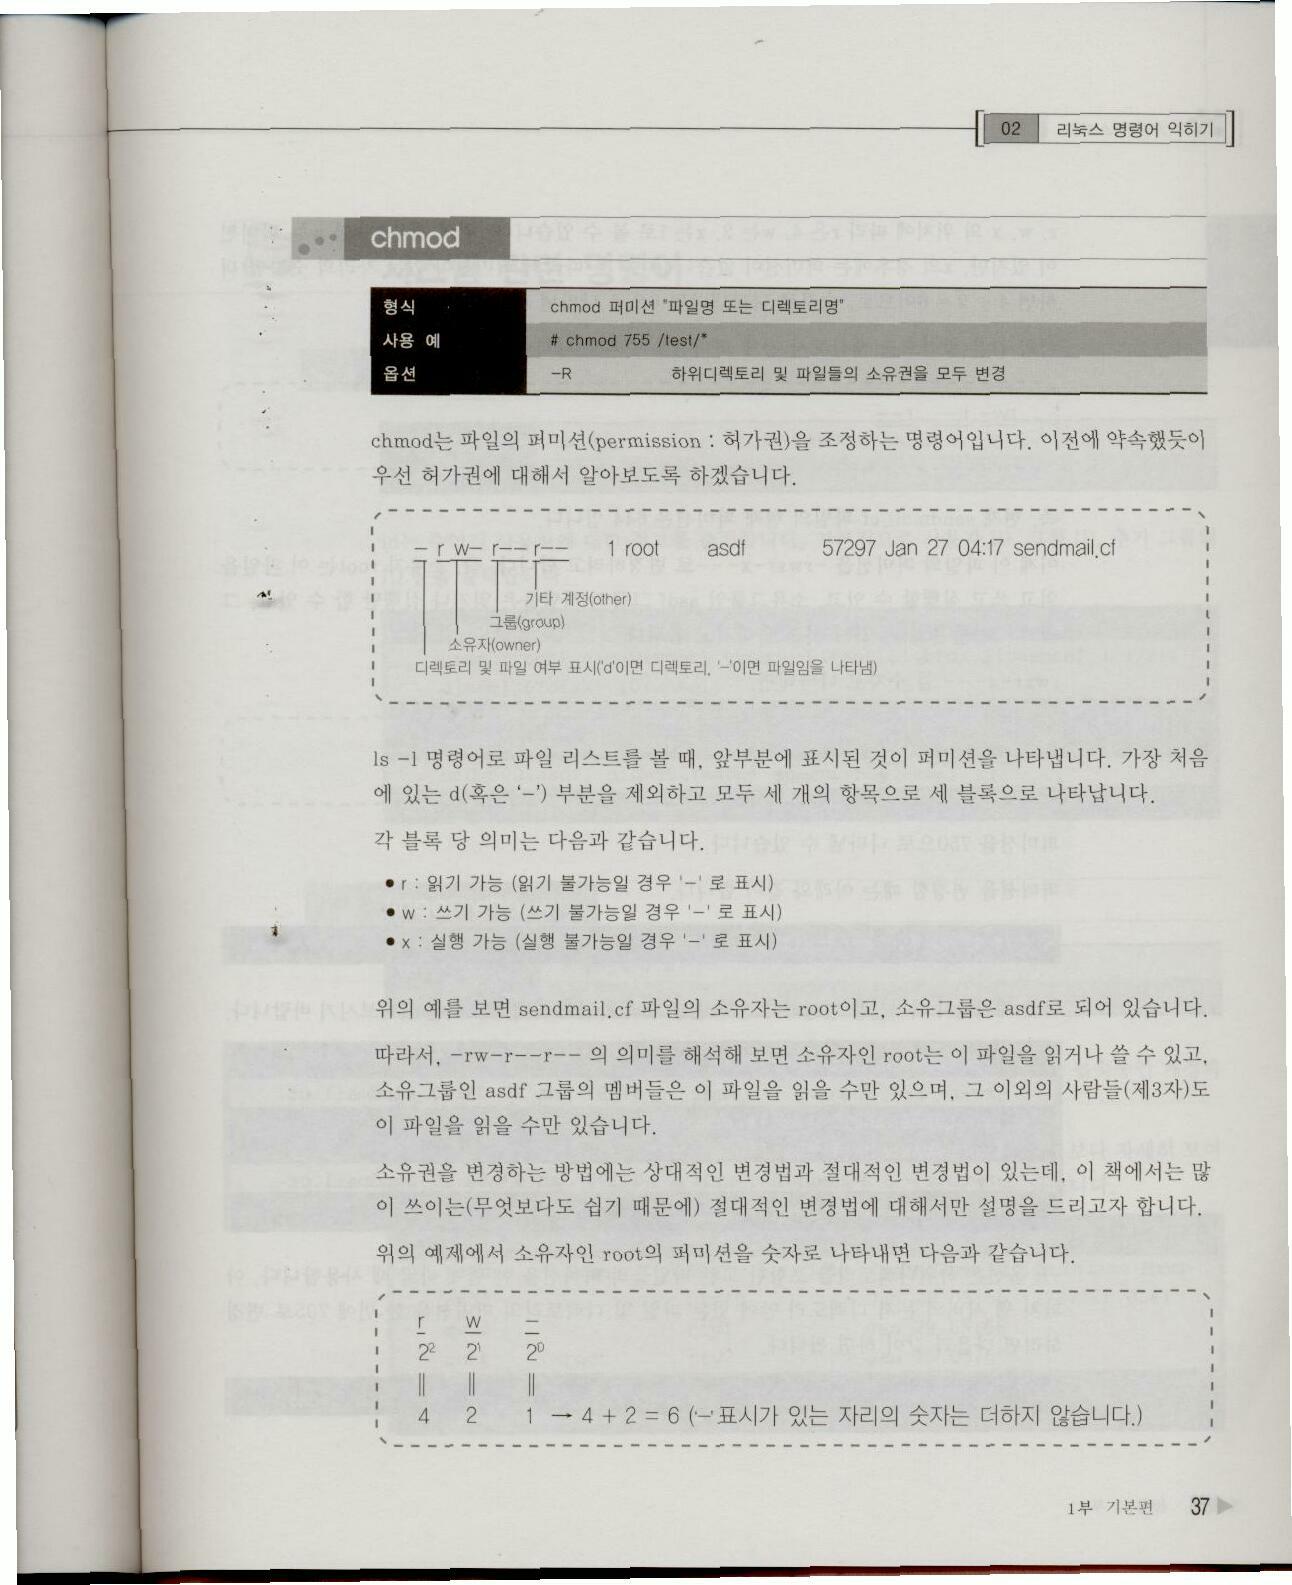 02 리눅스 명령어 익히기
chmod
형식 chmod 퍼미션 "파일명 또는 디렉토리명"
사용 예 # chmod 755 /test/*
옵션 -R 하위디렉토리 및 파일들의 소유권을 모두 변경
chmod는 파일의 퍼미션(permission : 허가권)을 조정하는 명령어입니다. 이전에 약속했듯이
우선 허가권에 대해서 알아보도록 하겠습니다.
- rw- r-- r-- 1 root asdf 57297 Jan 27 04:17 sendmail.cf
기타 계정(other)
그룹(group)
소유자(owner)
디렉토리 및 파일 여부 표시('d'이면 디렉토리, '-'이면 파일임을 나타냄)
ls -l 명령어로 파일 리스트를 볼 때, 앞부분에 표시된 것이 퍼미션을 나타냅니다. 가장 처음
에 있는 d(혹은 '-') 부분을 제외하고 모두 세 개의 항목으로 세 블록으로 나타납니다.
각 블록 당 의미는 다음과 같습니다.
● r : 읽기 가능 (읽기 불가능일 경우 '-' 로 표시)
● w : 쓰기 가능 (쓰기 불가능일 경우 '-' 로 표시)
● x : 실행 가능 (실행 불가능일 경우 '-' 로 표시)
위의 예를 보면 sendmail.cf 파일의 소유자는 root이고, 소유그룹은 asdf로 되어 있습니다.
따라서, -rw-r--r-- 의 의미를 해석해 보면 소유자인 root는 이 파일을 읽거나 쓸 수 있고,
소유그룹인 asdf 그룹의 멤버들은 이 파일을 읽을 수만 있으며, 그 이외의 사람들(제3자)도
이 파일을 읽을 수만 있습니다.
소유권을 변경하는 방법에는 상대적인 변경법과 절대적인 변경법이 있는데, 이 책에서는 많
이 쓰이는(무엇보다도 쉽기 때문에) 절대적인 변경법에 대해서만 설명을 드리고자 합니다.
위의 예제에서 소유자인 root의 퍼미션을 숫자로 나타내면 다음과 같습니다.
r w -
2² 2¹ 2⁰
|| || ||
4 2 1 → 4 + 2 = 6 ('-'표시가 있는 자리의 숫자는 더하지 않습니다.)
1부 기본편 37